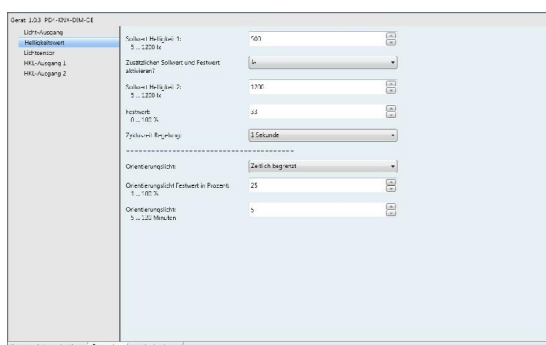 Gerät: 1.0.3 PD4-KNX-DIM-DE
Licht-Ausgang
Helligkeitswert
Lichtsensor
HKL-Ausgang 1
HKL-Ausgang 2
Sollwert Helligkeit 1:
5 ... 1200 lx
500
Zusätzlichen Sollwert und Festwert
aktivieren?
Ja
Sollwert Helligkeit 2:
5 ... 1200 lx
1200
Festwert:
0 ... 100 %
33
Zykluszeit Regelung:
1 Sekunde
----------------------------------------
Orientierungslicht:
Zeitlich begrenzt
Orientierungslicht Festwert in Prozent:
1 ... 100 %
25
Orientierungslicht:
5 ... 120 Minuten
5